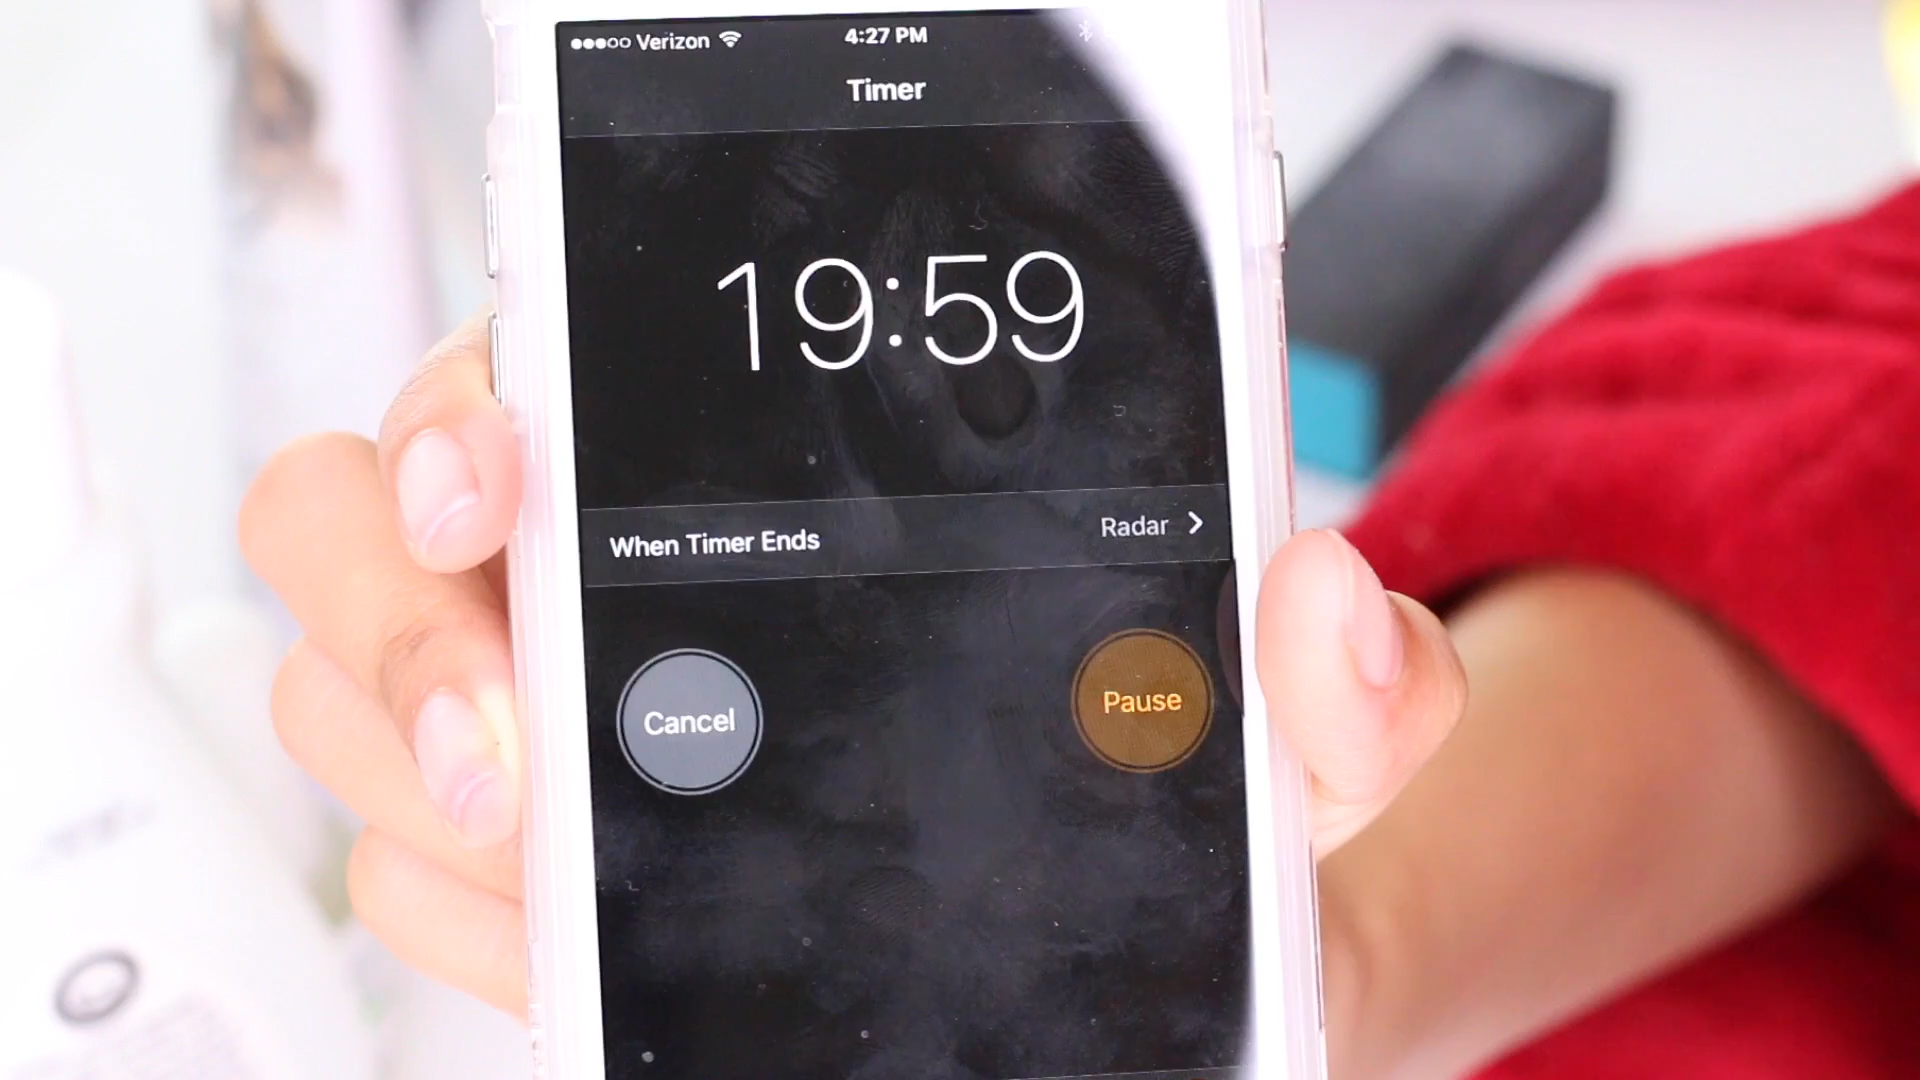 Verizon 4:27 PM
Timer
19:59
When Timer Ends Radar
Cancel Pause